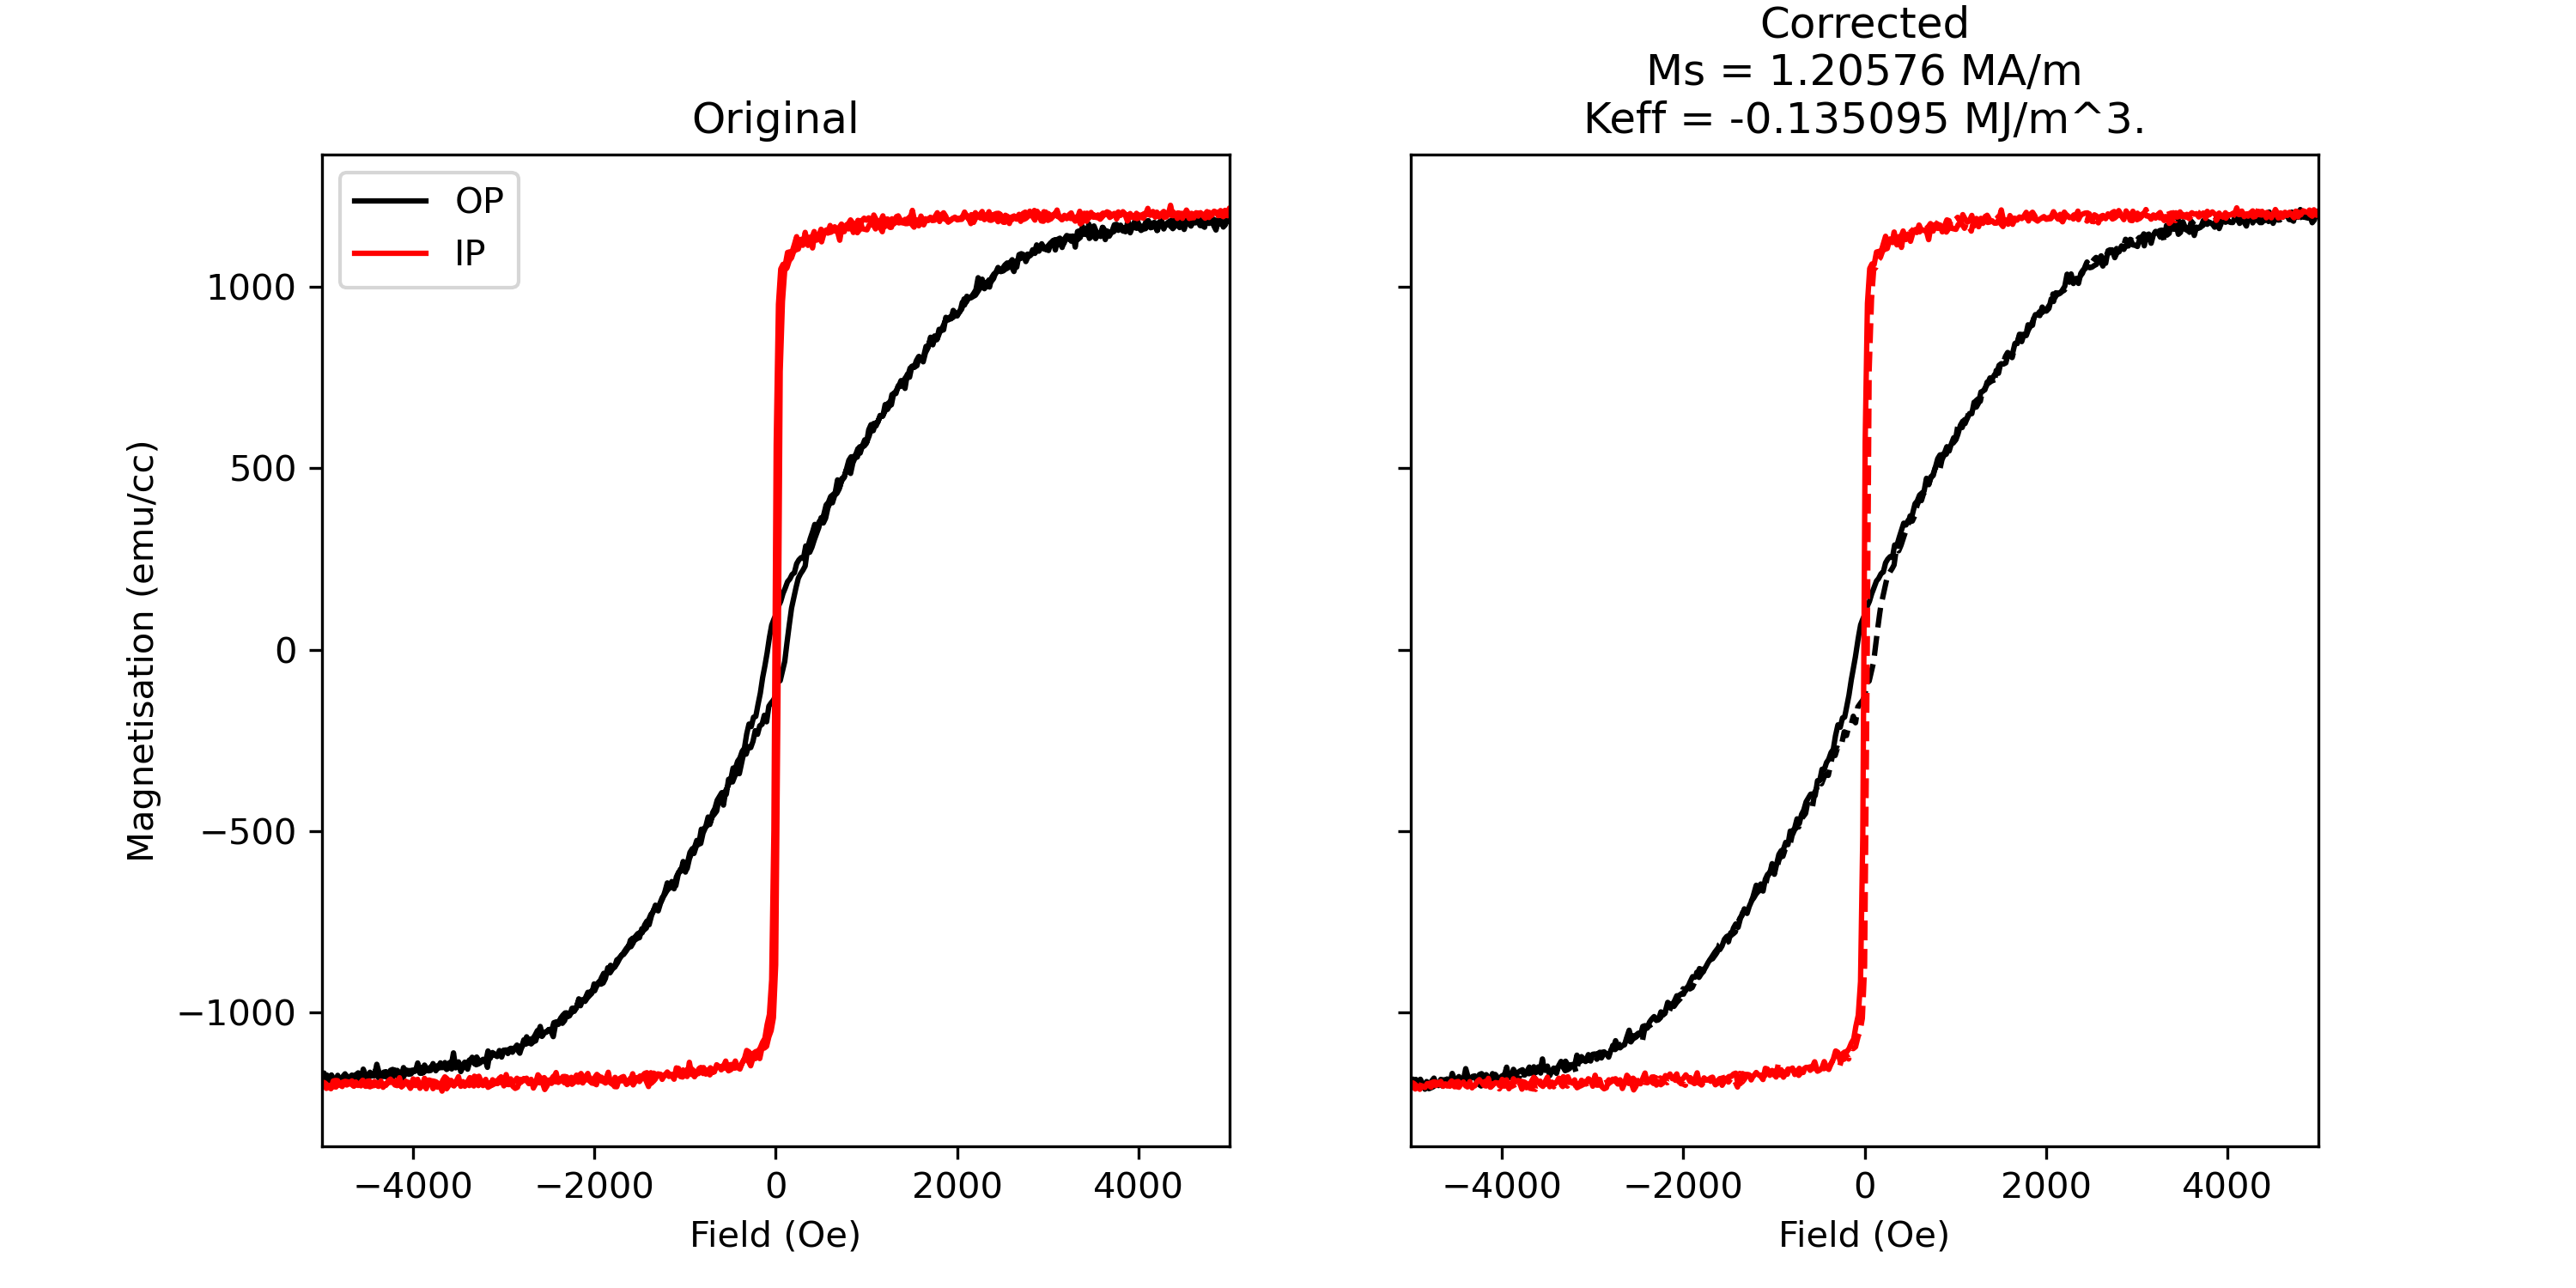 Original
OP
IP
1000
500
0
−500
−1000
Magnetisation (emu/cc)
−4000 −2000 0 2000 4000
Field (Oe)
Corrected
Ms = 1.20576 MA/m
Keff = -0.135095 MJ/m^3.
−4000 −2000 0 2000 4000
Field (Oe)